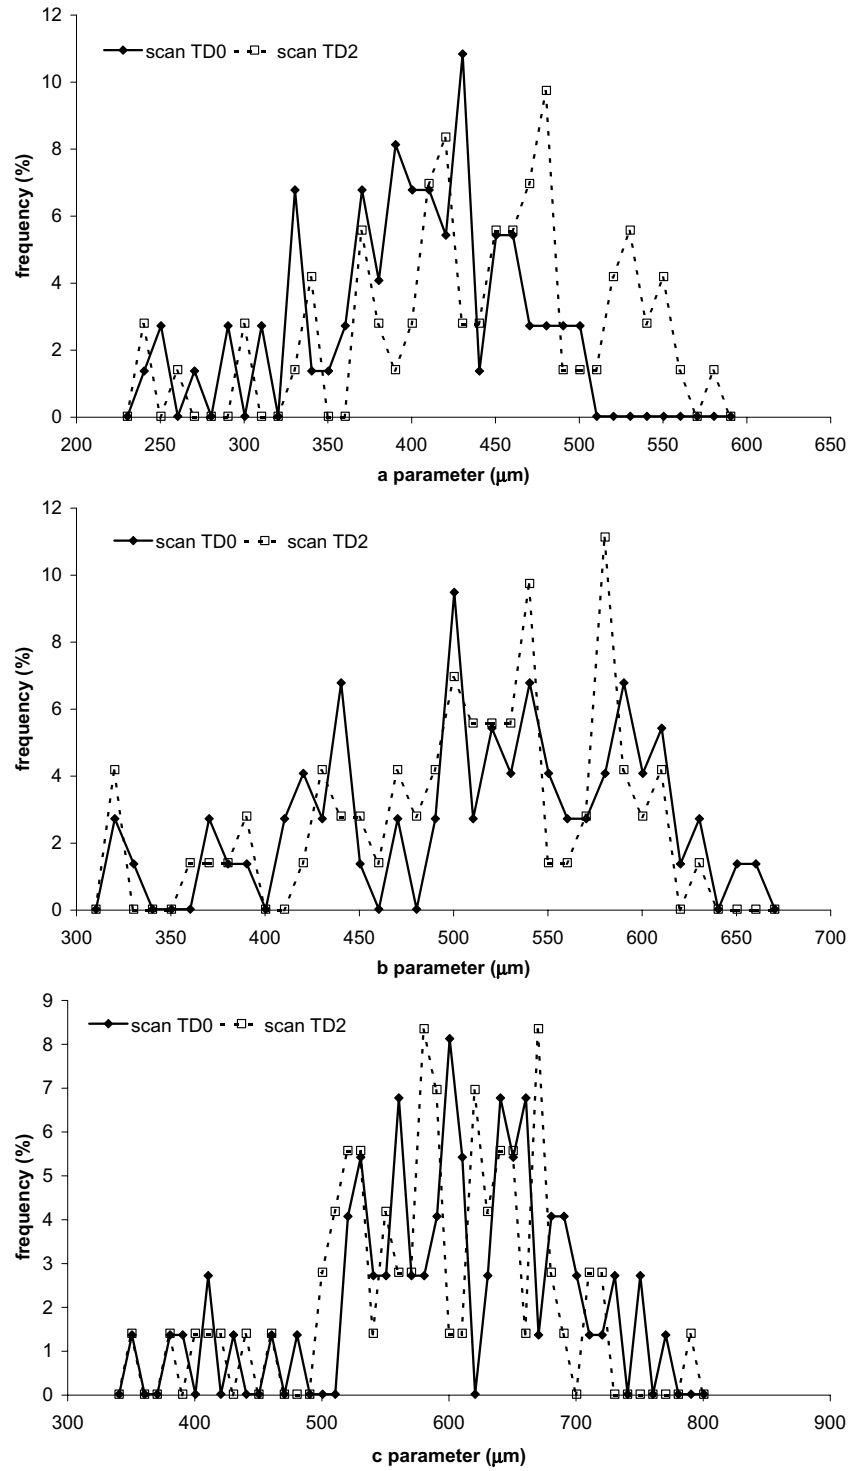 12
scan TD0 scan TD2
10
8
6
4
2
0
frequency (%)
200 250 300 350 400 450 500 550 600 650
a parameter (μm)
12
scan TD0 scan TD2
10
8
6
4
2
0
frequency (%)
300 350 400 450 500 550 600 650 700
b parameter (μm)
9
scan TD0 scan TD2
8
7
6
5
4
3
2
1
0
frequency (%)
300 400 500 600 700 800 900
c parameter (μm)